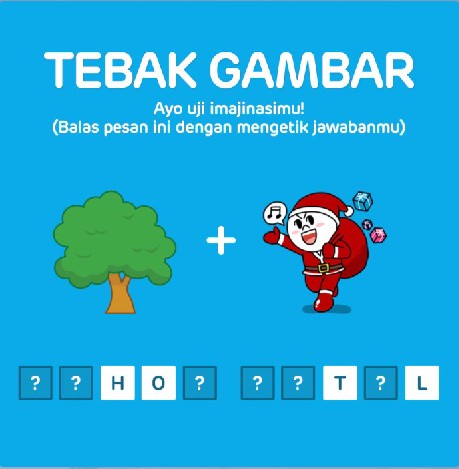 TEBAK GAMBAR
Ayo uji imajinasimu!
(Balas pesan ini dengan mengetik jawabanmu)
+
? ? H O ? ? ? T ? L